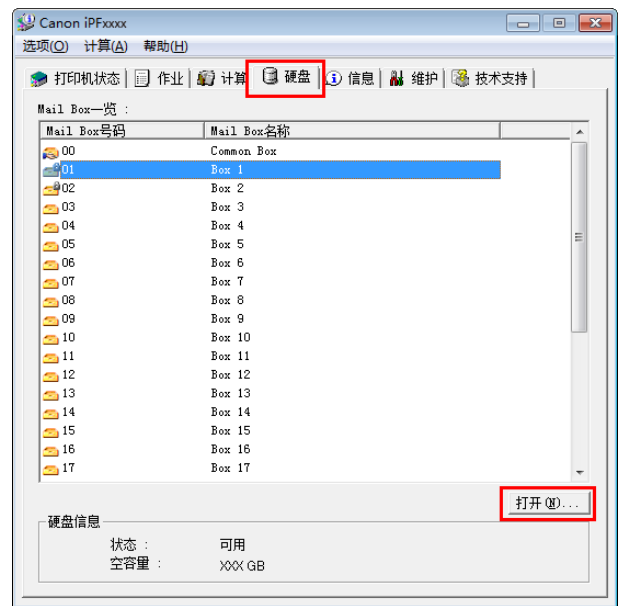 Canon iPFxxxx
选项(O) 计算(A) 帮助(H)
打印机状态 作业 计算 硬盘 信息 维护 技术支持
Mail Box一览 :
Mail Box号码 Mail Box名称
00 Common Box
01 Box 1
02 Box 2
03 Box 3
04 Box 4
05 Box 5
06 Box 6
07 Box 7
08 Box 8
09 Box 9
10 Box 10
11 Box 11
12 Box 12
13 Box 13
14 Box 14
15 Box 15
16 Box 16
17 Box 17
打开(N)...
硬盘信息
状态 : 可用
空容量 : XXX GB